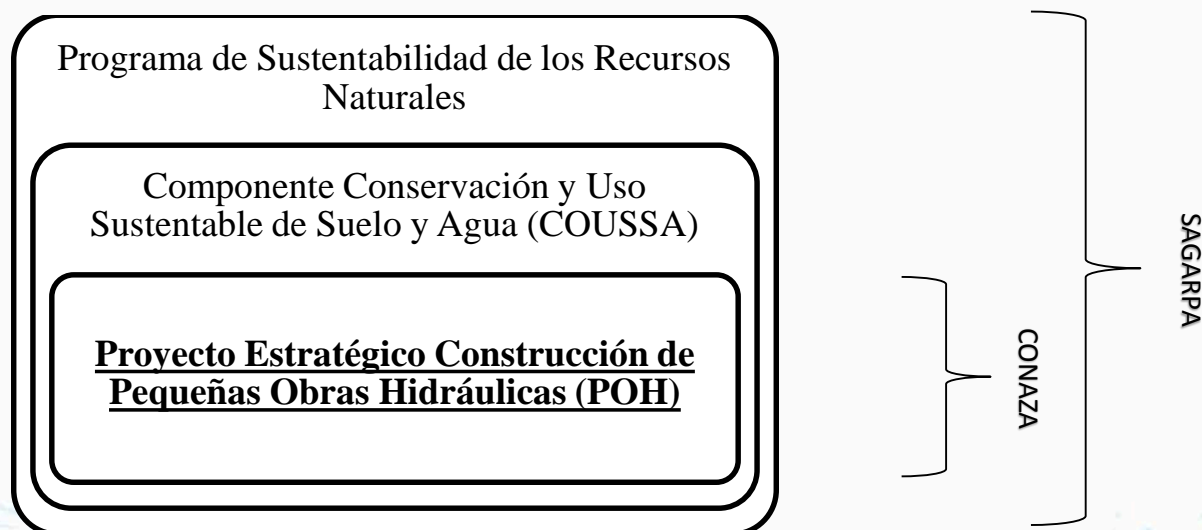 Programa de Sustentabilidad de los Recursos
Naturales
Componente Conservación y Uso
Sustentable de Suelo y Agua (COUSSA)
Proyecto Estratégico Construcción de
Pequeñas Obras Hidráulicas (POH)
CONAZA
SAGARPA